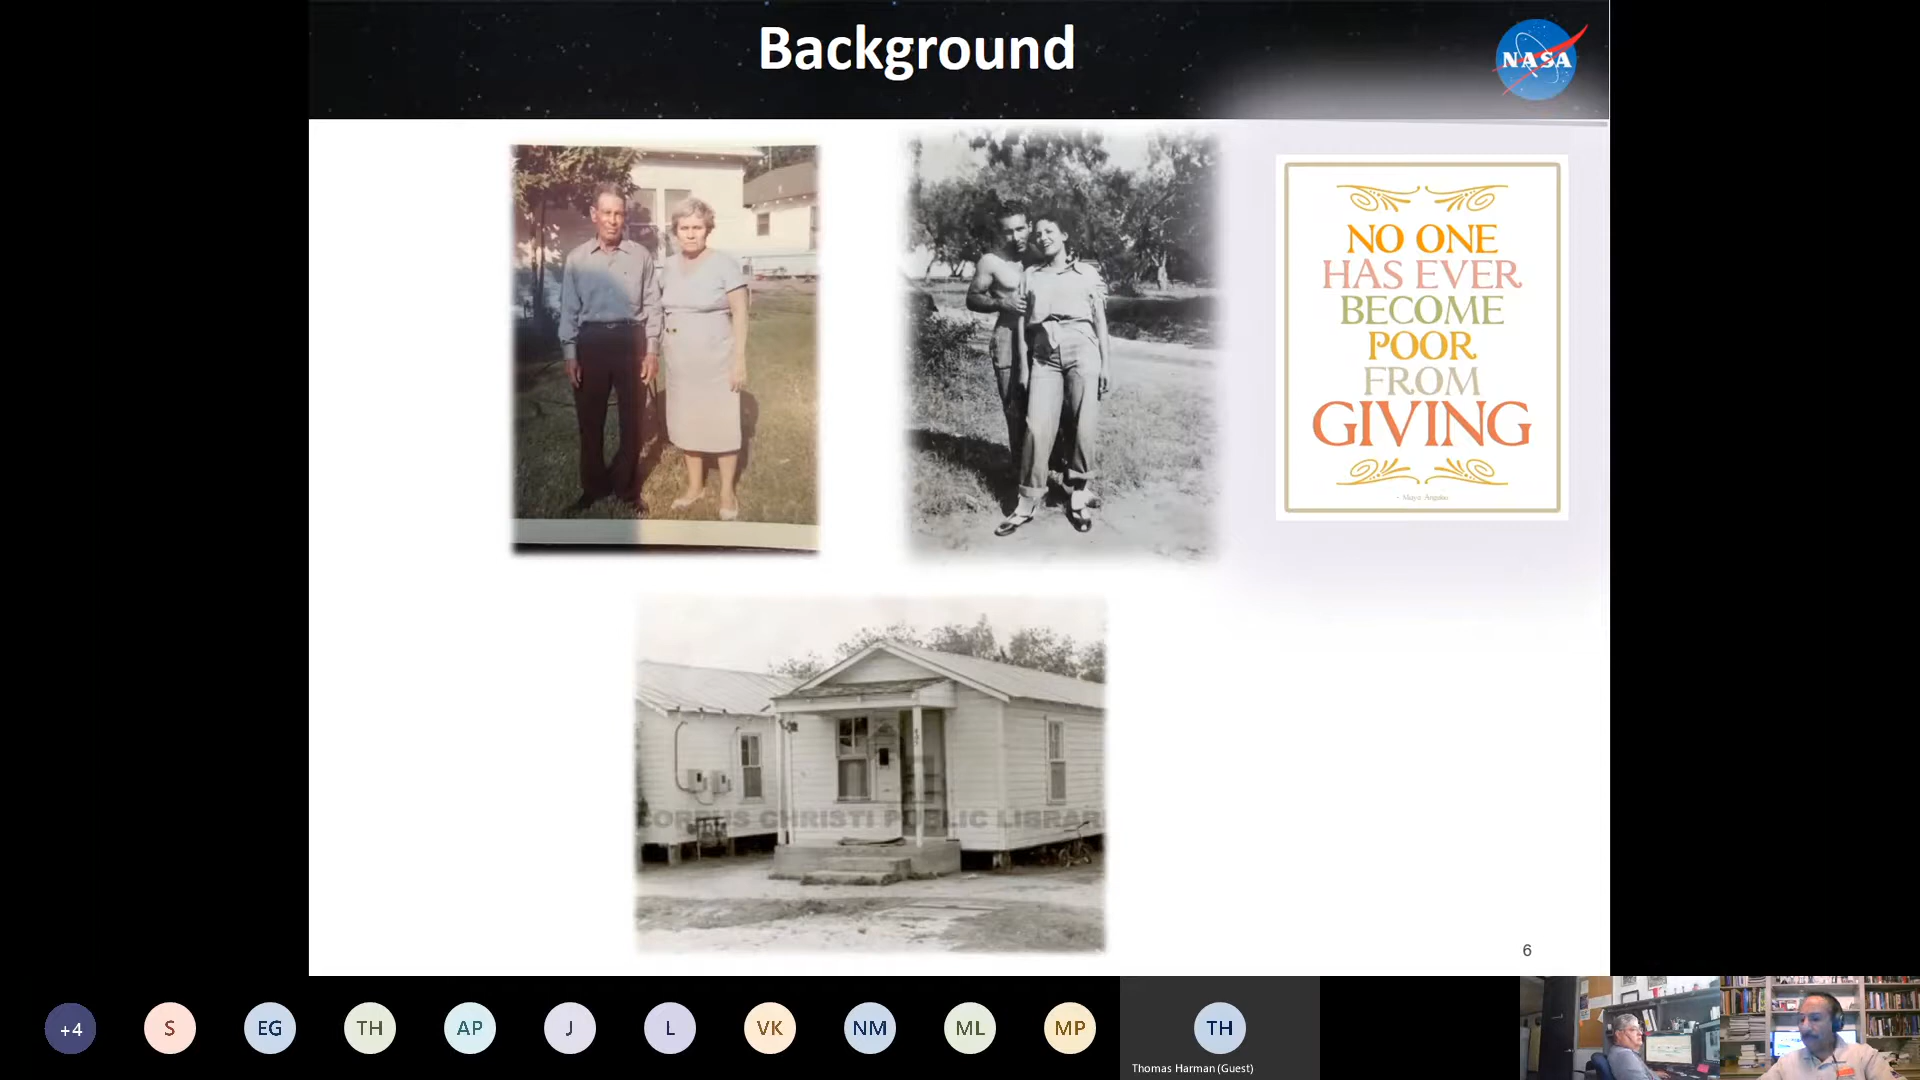 Background
NASA
NO ONE
HAS EVER
BECOME
POOR
FROM
GIVING
- Maya Angelou
CORPUS CHRISTI PUBLIC LIBRAR
6
+4
S
EG
TH
AP
J
L
VK
NM
ML
MP
TH
Thomas Harman (Guest)